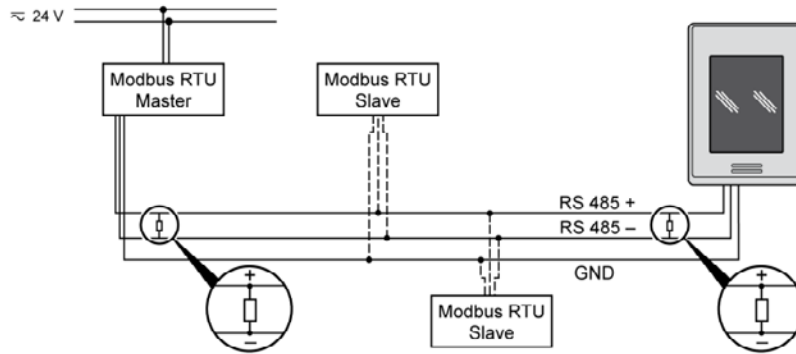 ⎓ 24 V
Modbus RTU
Master
Modbus RTU
Slave
RS 485 +
RS 485 –
GND
+
–
Modbus RTU
Slave
+
–